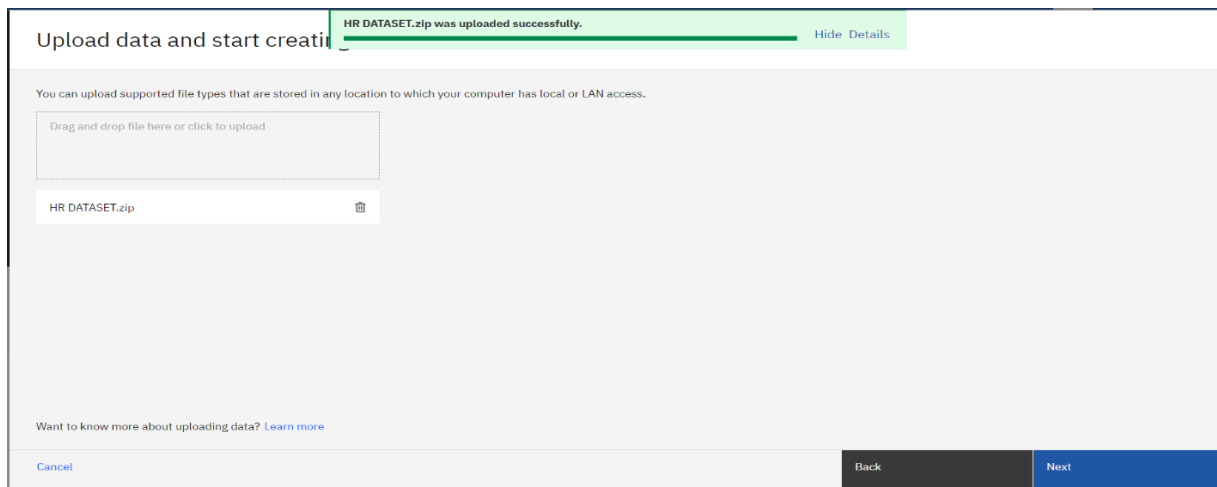 HR DATASET.zip was uploaded successfully.
Hide Details
Upload data and start creating
You can upload supported file types that are stored in any location to which your computer has local or LAN access.
Drag and drop file here or click to upload
HR DATASET.zip
Want to know more about uploading data? Learn more
Cancel
Back
Next